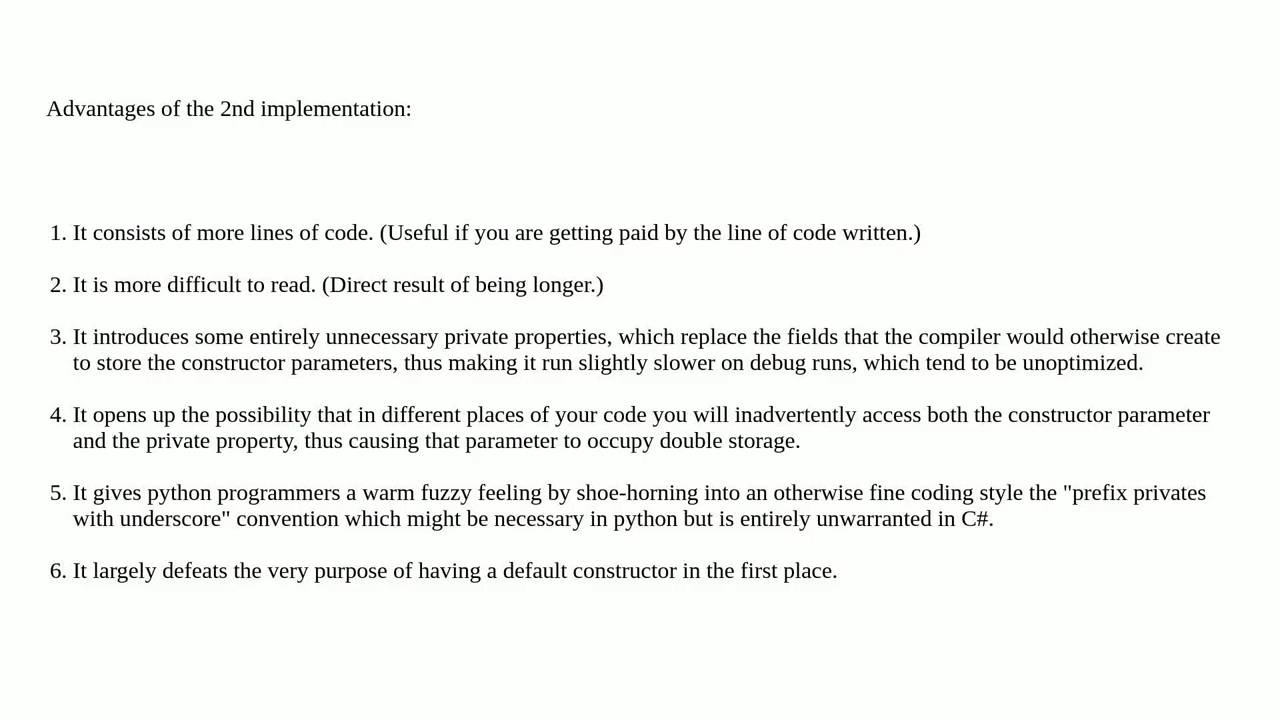 Advantages of the 2nd implementation:
1. It consists of more lines of code. (Useful if you are getting paid by the line of code written.)
2. It is more difficult to read. (Direct result of being longer.)
3. It introduces some entirely unnecessary private properties, which replace the fields that the compiler would otherwise create
to store the constructor parameters, thus making it run slightly slower on debug runs, which tend to be unoptimized.
4. It opens up the possibility that in different places of your code you will inadvertently access both the constructor parameter
and the private property, thus causing that parameter to occupy double storage.
5. It gives python programmers a warm fuzzy feeling by shoe-horning into an otherwise fine coding style the "prefix privates
with underscore" convention which might be necessary in python but is entirely unwarranted in C#.
6. It largely defeats the very purpose of having a default constructor in the first place.